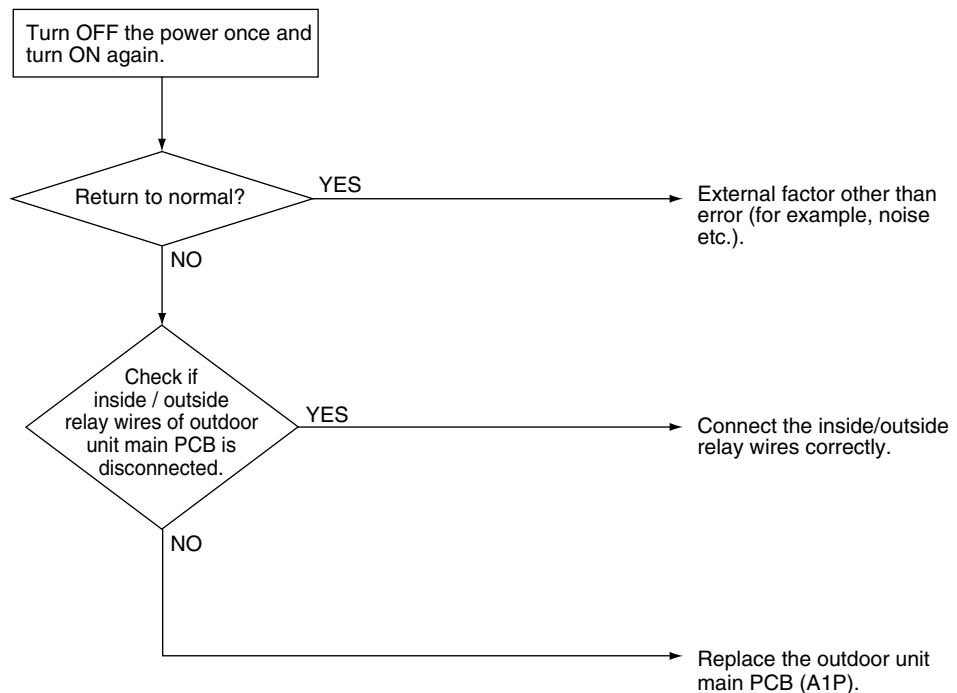 Turn OFF the power once and
turn ON again.
Return to normal?
YES
External factor other than
error (for example, noise
etc.).
NO
Check if
inside / outside
relay wires of outdoor
unit main PCB is
disconnected.
YES
Connect the inside/outside
relay wires correctly.
NO
Replace the outdoor unit
main PCB (A1P).